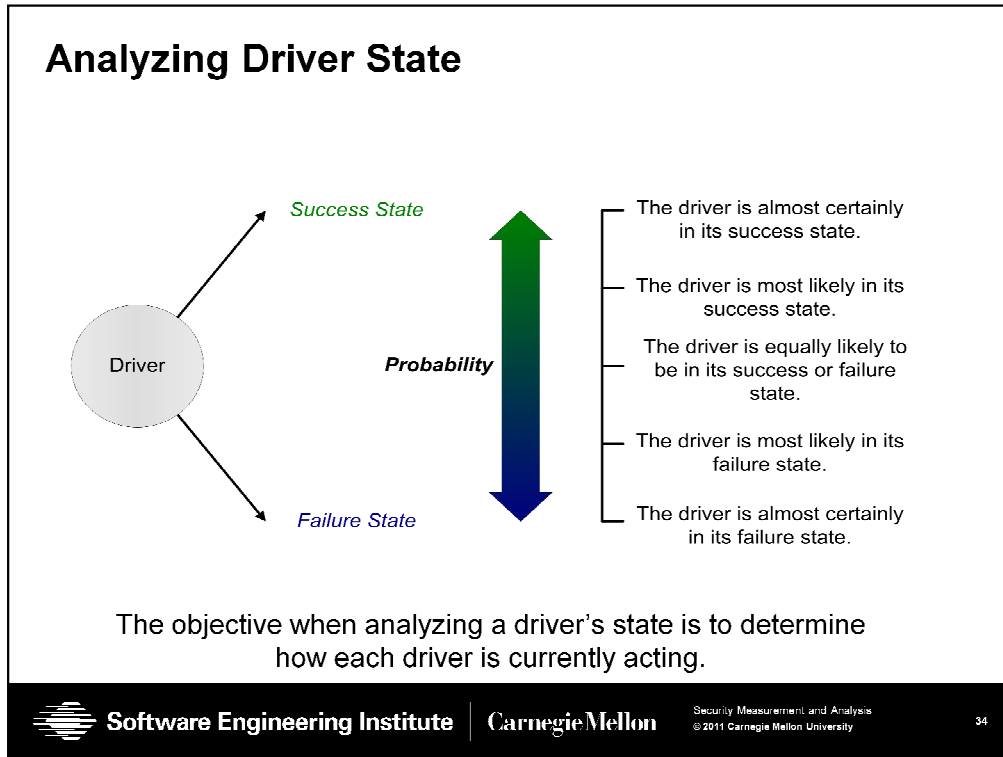 Analyzing Driver State
Success State
Driver
Probability
Failure State
The driver is almost certainly
in its success state.
The driver is most likely in its
success state.
The driver is equally likely to
be in its success or failure
state.
The driver is most likely in its
failure state.
The driver is almost certainly
in its failure state.
The objective when analyzing a driver's state is to determine
how each driver is currently acting.
Software Engineering Institute
Carnegie Mellon
Security Measurement and Analysis
© 2011 Carnegie Mellon University
34